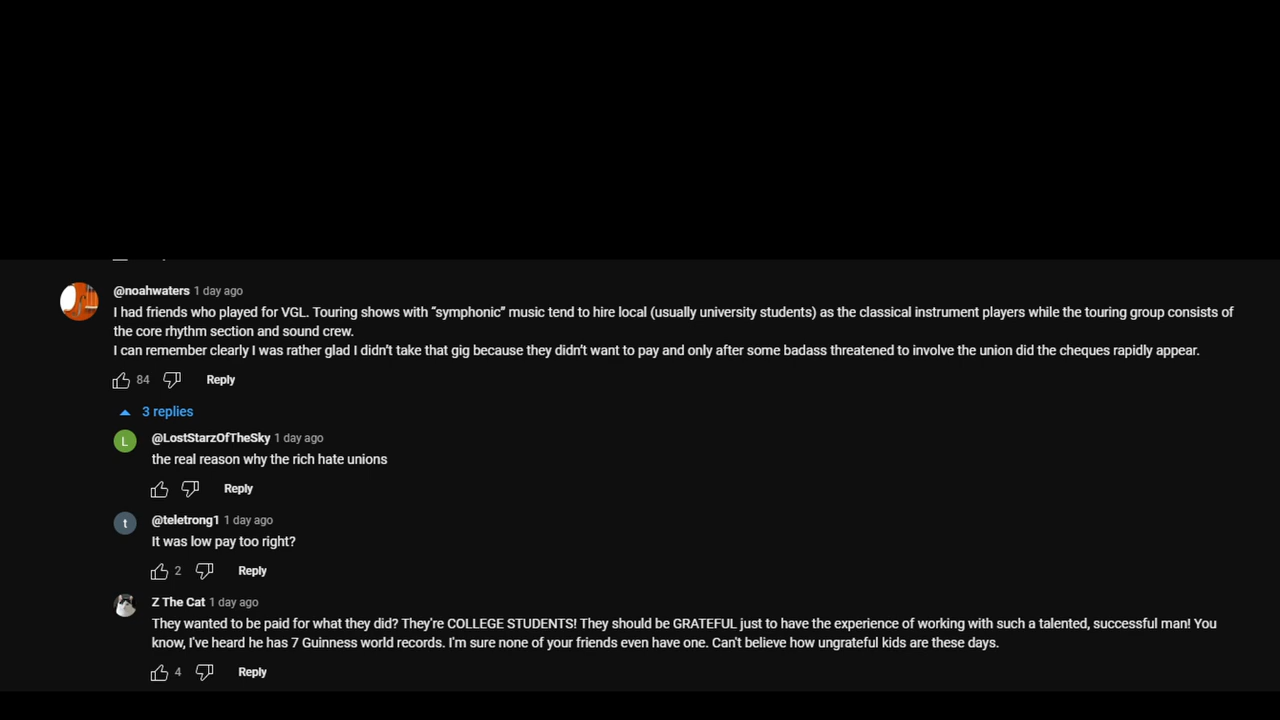 @noahwaters 1 day ago
I had friends who played for VGL. Touring shows with “symphonic” music tend to hire local (usually university students) as the classical instrument players while the touring group consists of
the core rhythm section and sound crew.
I can remember clearly I was rather glad I didn’t take that gig because they didn’t want to pay and only after some badass threatened to involve the union did the cheques rapidly appear.
84 Reply
3 replies
L
@LostStarzOfTheSky 1 day ago
the real reason why the rich hate unions
Reply
t
@teletrong1 1 day ago
It was low pay too right?
2 Reply
Z The Cat 1 day ago
They wanted to be paid for what they did? They're COLLEGE STUDENTS! They should be GRATEFUL just to have the experience of working with such a talented, successful man! You
know, I've heard he has 7 Guinness world records. I'm sure none of your friends even have one. Can't believe how ungrateful kids are these days.
4 Reply